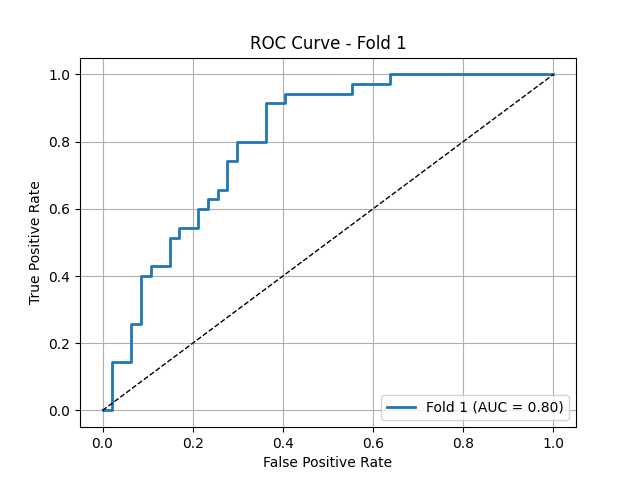 ROC Curve - Fold 1
True Positive Rate
1.0
0.8
0.6
0.4
0.2
0.0
Fold 1 (AUC = 0.80)
0.0 0.2 0.4 0.6 0.8 1.0
False Positive Rate